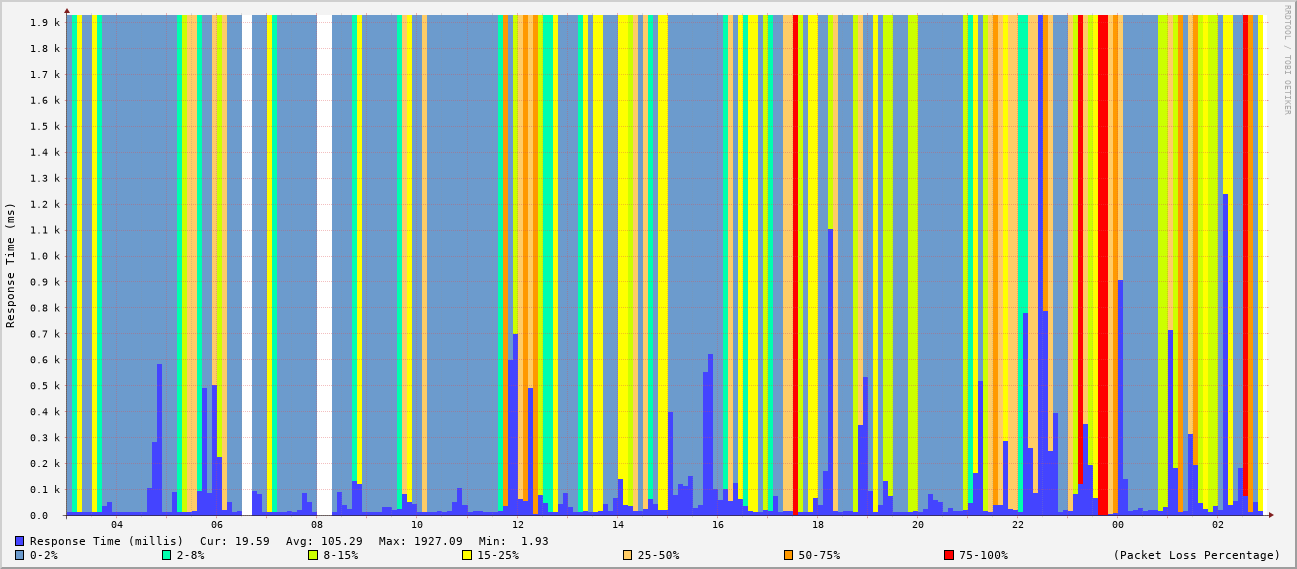 1.9 k
1.8 k
1.7 k
1.6 k
1.5 k
1.4 k
1.3 k
1.2 k
1.1 k
1.0 k
0.9 k
0.8 k
0.7 k
0.6 k
0.5 k
0.4 k
0.3 k
0.2 k
0.1 k
0.0
Response Time (ms)
RRDTOOL / TOBI OETIKER
04 06 08 10 12 14 16 18 20 22 00 02
Response Time (millis) Cur: 19.59 Avg: 105.29 Max: 1927.09 Min: 1.93
0-2% 2-8% 8-15% 15-25% 25-50% 50-75% 75-100% (Packet Loss Percentage)